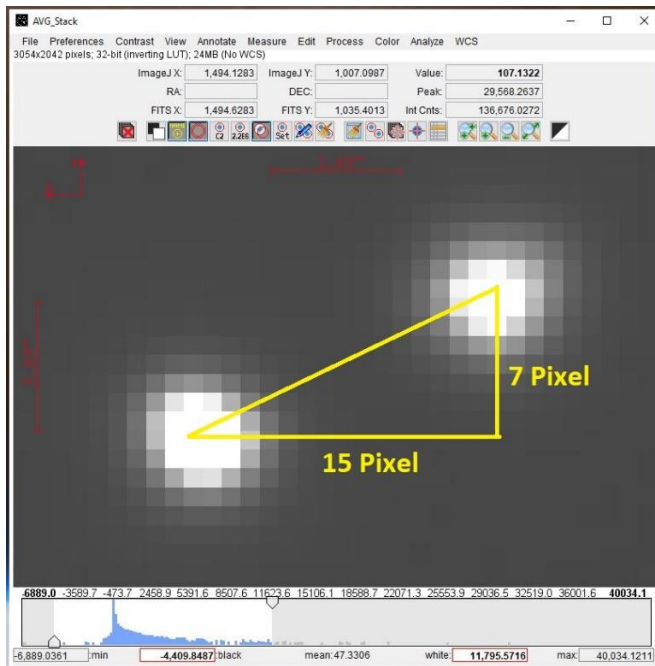 AVG_Stack
File Preferences Contrast View Annotate Measure Edit Process Color Analyze WCS
3054x2042 pixels; 32-bit (inverting LUT); 24MB (No WCS)
ImageJ X: 1,494.1283 ImageJ Y: 1,007.0987 Value: 107.1322
RA: DEC: Peak: 29,568.2637
FITS X: 1,494.6283 FITS Y: 1,035.4013 Int Cnts: 136,676.0272
C2 2.2E6 Set
7 Pixel
15 Pixel
-6889.0 -3589.7 -473.7 2458.9 5391.6 8507.6 11623.6 15106.1 18588.7 22071.3 25553.9 29036.5 32519.0 36001.6 40034.1
-6,889.0361 :min -4,409.8487 :black mean: 47.3306 white: 11,795.5716 max: 40,034.1211